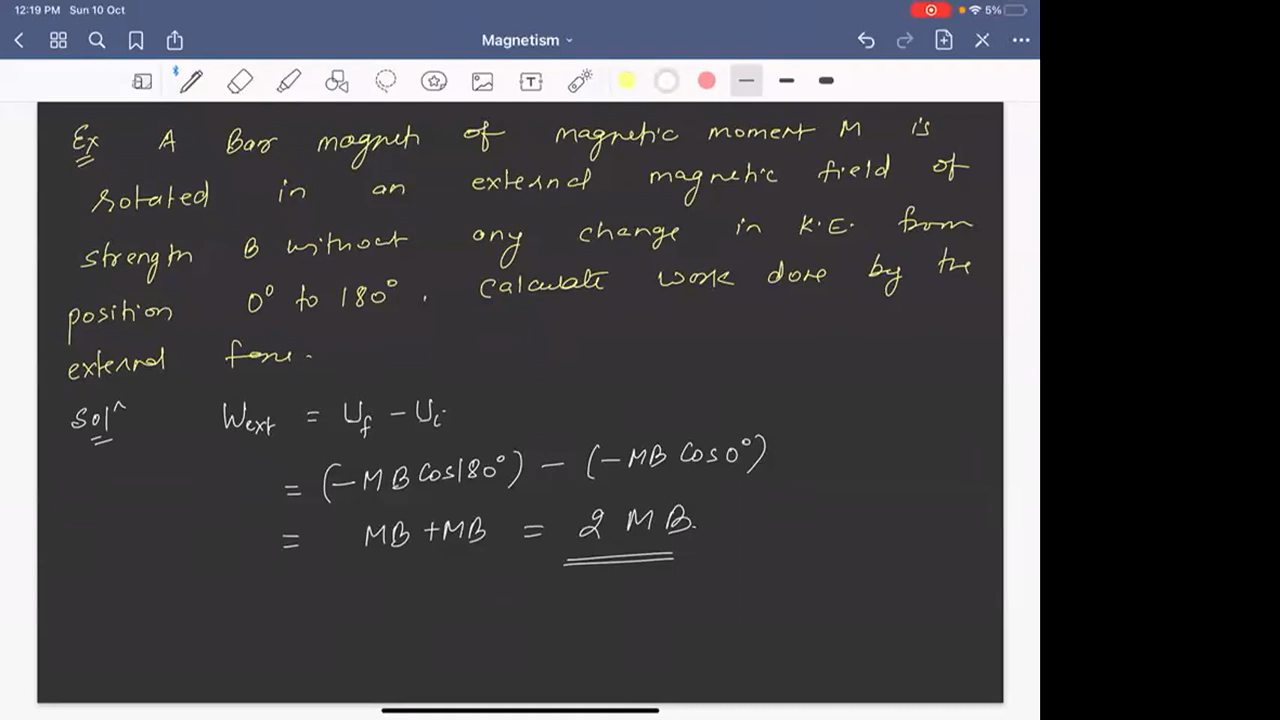 12:19 PM Sun 10 Oct
5%
Magnetism
Ex A Bar magnet of magnetic moment M is
rotated in an external magnetic field of
strength B without any change in K.E. from
position 0° to 180°. Calculate work done by the
external force.
Solⁿ Wext = Uf - Ui
= (-MB Cos180°) - (-MB Cos0°)
= MB + MB = 2 MB.